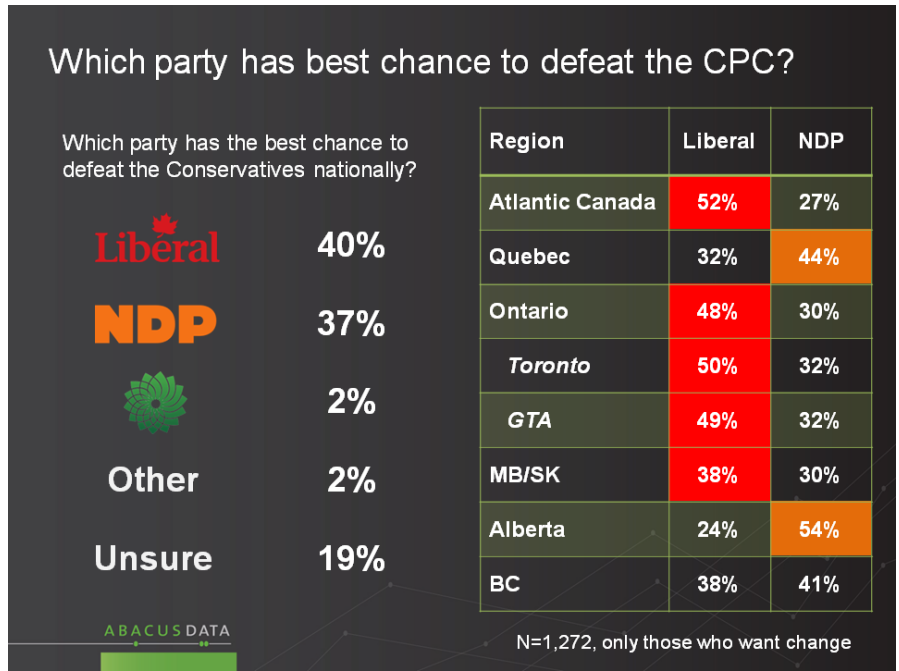 Which party has best chance to defeat the CPC?
Which party has the best chance to
defeat the Conservatives nationally?
Liberal 40%
NDP 37%
2%
Other 2%
Unsure 19%
Region Liberal NDP
Atlantic Canada 52% 27%
Quebec 32% 44%
Ontario 48% 30%
Toronto 50% 32%
GTA 49% 32%
MB/SK 38% 30%
Alberta 24% 54%
BC 38% 41%
ABACUSDATA
N=1,272, only those who want change